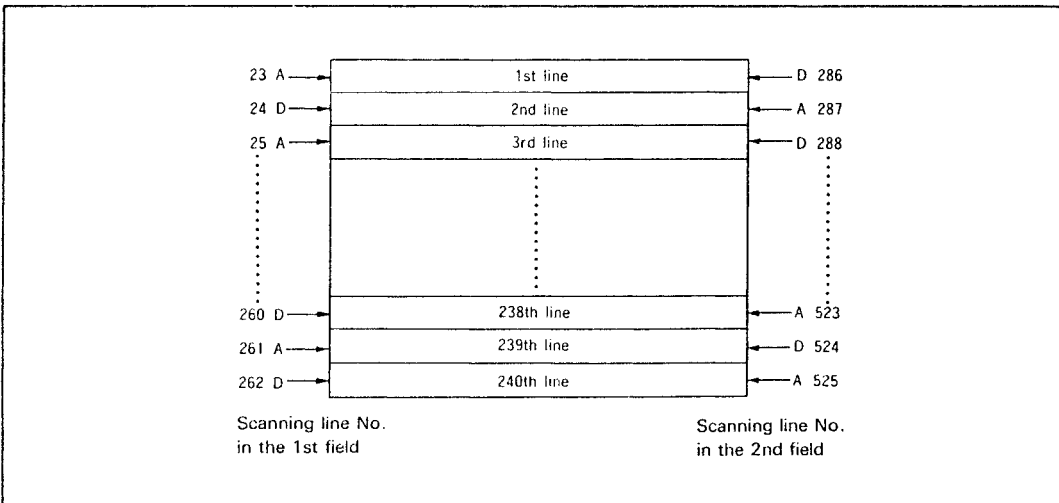 23 A 1st line D 286
24 D 2nd line A 287
25 A 3rd line D 288
260 D 238th line A 523
261 A 239th line D 524
262 D 240th line A 525
Scanning line No.
in the 1st field
Scanning line No.
in the 2nd field